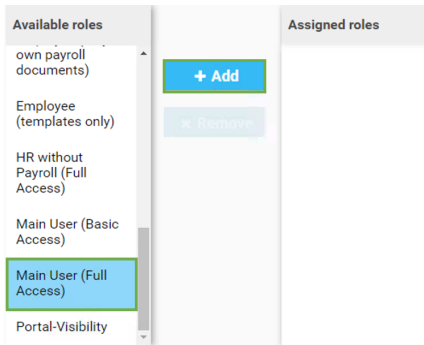 Available roles
own payroll
documents)
Employee
(templates only)
HR without
Payroll (Full
Access)
Main User (Basic
Access)
Main User (Full
Access)
Portal-Visibility
+ Add
× Remove
Assigned roles